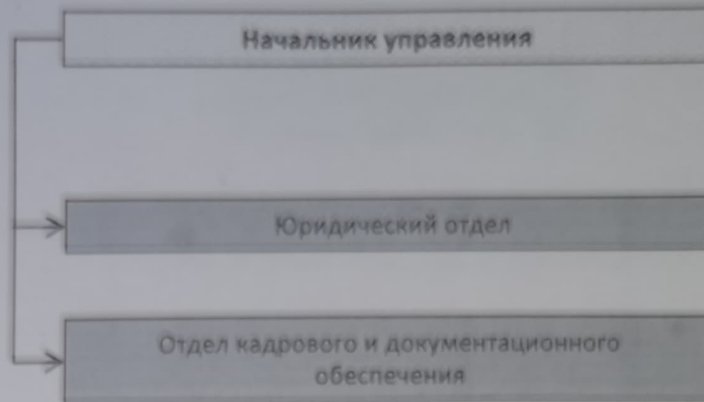 Начальник управления
Юридический отдел
Отдел кадрового и документационного
обеспечения